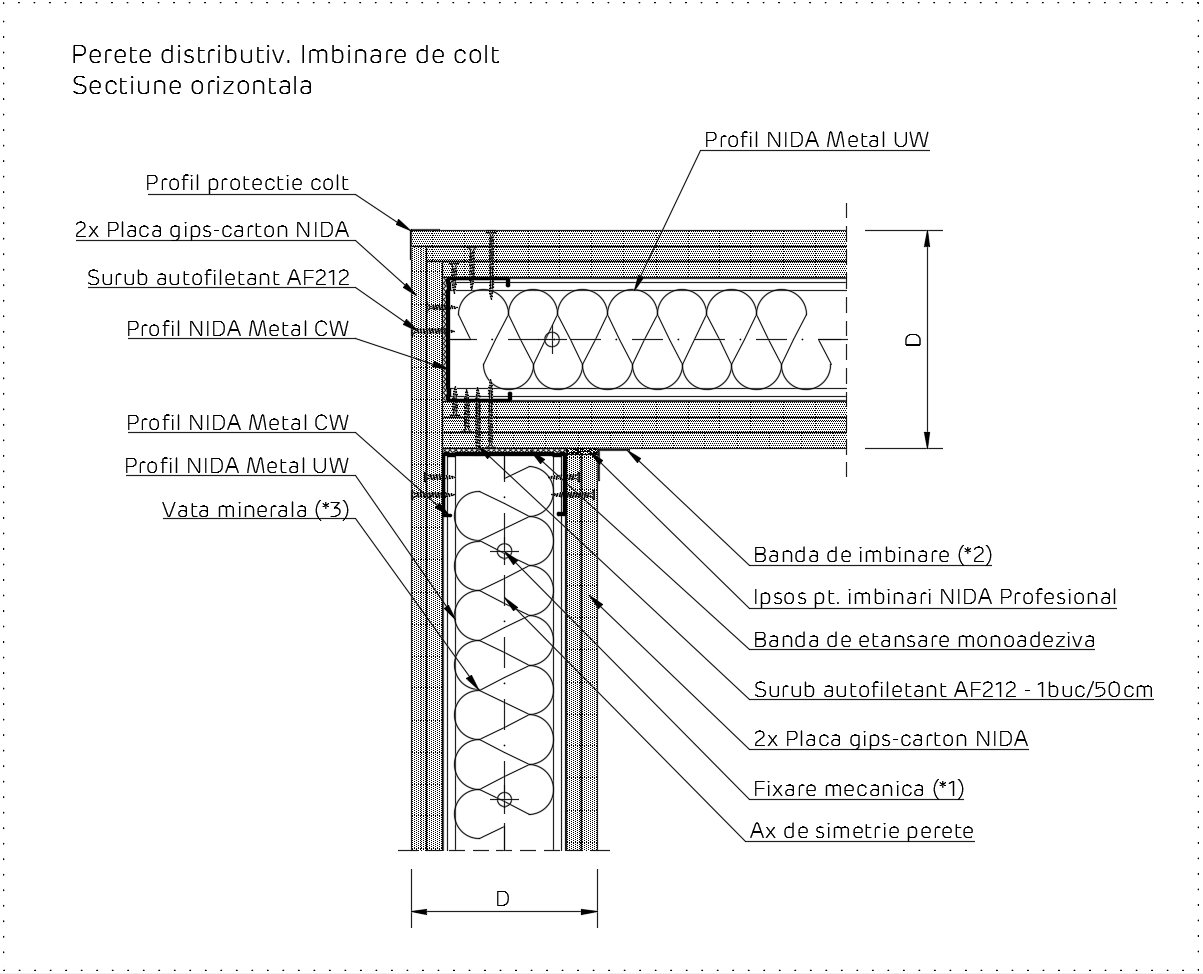 Perete distributiv. Imbinare de colt
Sectiune orizontala
Profil NIDA Metal UW
Profil protectie colt
2x Placa gips-carton NIDA
Surub autofiletant AF212
Profil NIDA Metal CW
D
Profil NIDA Metal CW
Profil NIDA Metal UW
Vata minerala (*3)
Banda de imbinare (*2)
Ipsos pt. imbinari NIDA Profesional
Banda de etansare monoadeziva
Surub autofiletant AF212 - 1buc/50cm
2x Placa gips-carton NIDA
Fixare mecanica (*1)
Ax de simetrie perete
D